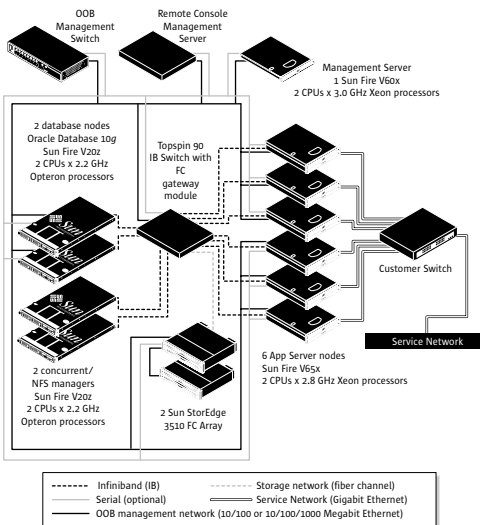 OOB
Management
Switch
Remote Console
Management
Server
Management Server
1 Sun Fire V60x
2 CPUs x 3.0 GHz Xeon processors
2 database nodes
Oracle Database 10g
Sun Fire V20z
2 CPUs x 2.2 GHz
Opteron processors
Topspin 90
IB Switch with
FC
gateway
module
Sun
Sun
Customer Switch
Service Network
2 concurrent/
NFS managers
Sun Fire V20z
2 CPUs x 2.2 GHz
Opteron processors
2 Sun StorEdge
3510 FC Array
6 App Server nodes
Sun Fire V65x
2 CPUs x 2.8 GHz Xeon processors
Infiniband (IB)
Storage network (fiber channel)
Serial (optional)
Service Network (Gigabit Ethernet)
OOB management network (10/100 or 10/100/1000 Megabit Ethernet)